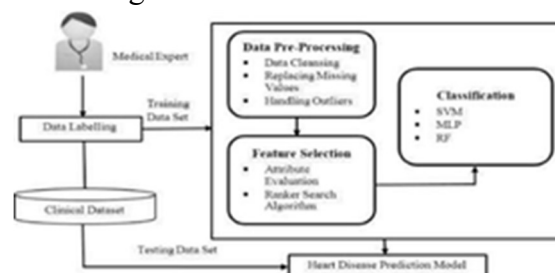 Medical Expert
Data Labelling
Training
Data Set
Clinical Dataset
Testing Data Set
Data Pre-Processing
Data Cleansing
Replacing Missing
Values
Handling Outliers
Feature Selection
Attribute
Evaluation
Ranker Search
Algorithm
Classification
SVM
MLP
RF
Heart Disease Prediction Model